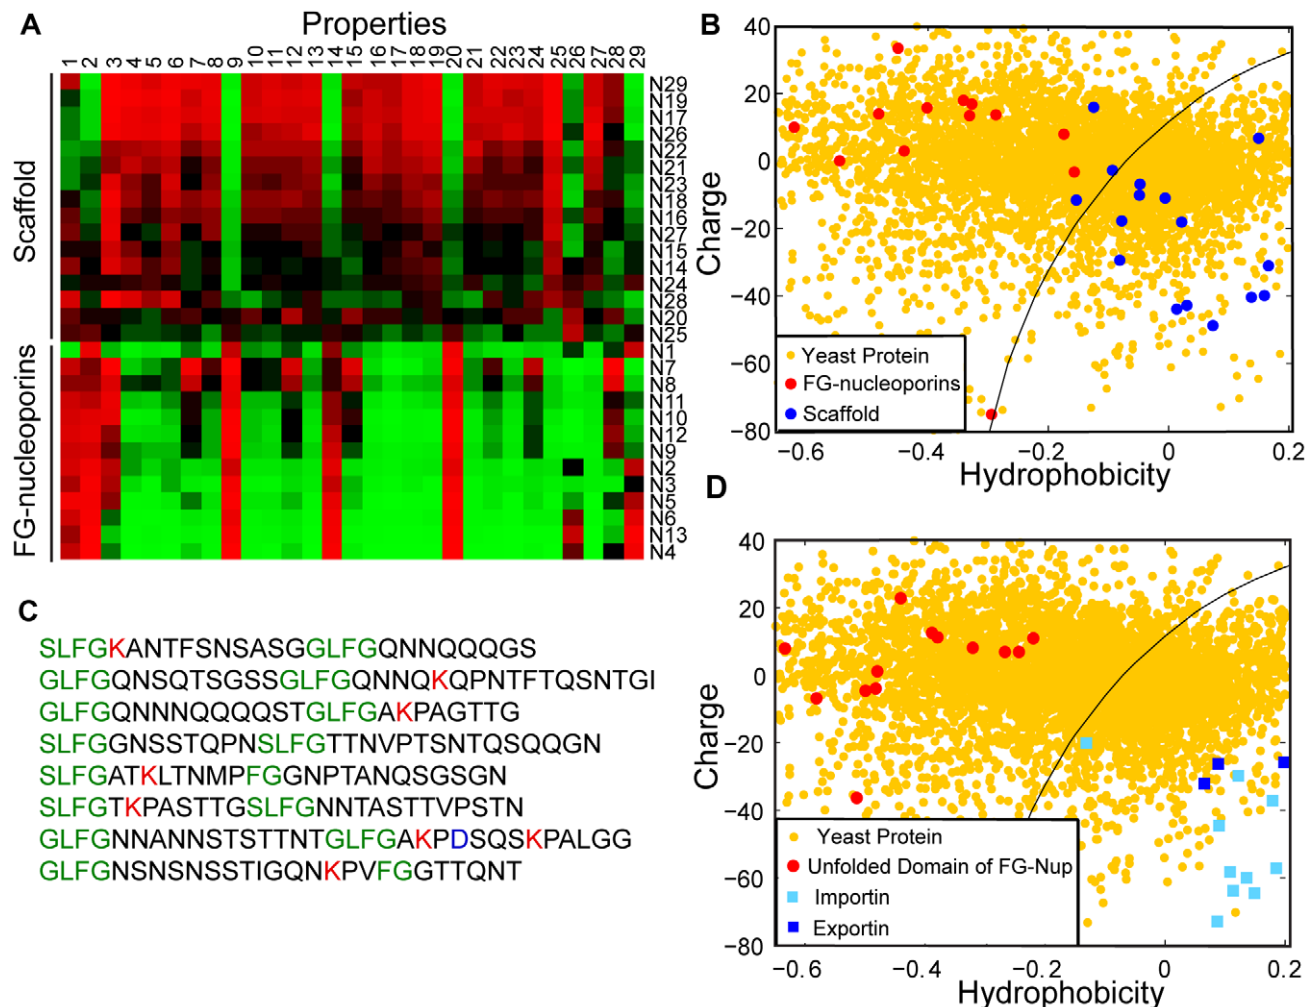 A
Properties
1 2 3 4 5 6 7 8 9 10 11 12 13 14 15 16 17 18 19 20 21 22 23 24 25 26 27 28 29
Scaffold
FG-nucleoporins
N29
N19
N17
N26
N22
N21
N23
N18
N16
N27
N15
N14
N24
N28
N20
N25
N1
N7
N8
N11
N10
N12
N9
N2
N3
N5
N6
N13
N4
B
Charge
40
20
0
−20
−40
−60
−80
Yeast Protein
FG-nucleoporins
Scaffold
−0.6 −0.4 −0.2 0 0.2
Hydrophobicity
C
SLFGKANTFSNSASGGLFGQNNQQQGS
GLFGQNSQTSGSSGLFGQNNQKQPNTFTQSNTGI
GLFGQNNNQQQQSTGLFGAKPAGTTG
SLFGGNSSTQPNSLFGTTNVPTSNTQSQQGN
SLFGATKLTNMPFGGNPTANQSGSGN
SLFGTKPASTTGSLFGNNTASTTVPSTN
GLFGNNANNSTSTTNTGLFGAKPDSQSKPALGG
GLFGNSNSNSSTIGQNKPVFGGTTQNT
D
Charge
40
20
0
−20
−40
−60
−80
Yeast Protein
Unfolded Domain of FG-Nup
Importin
Exportin
−0.6 −0.4 −0.2 0 0.2
Hydrophobicity